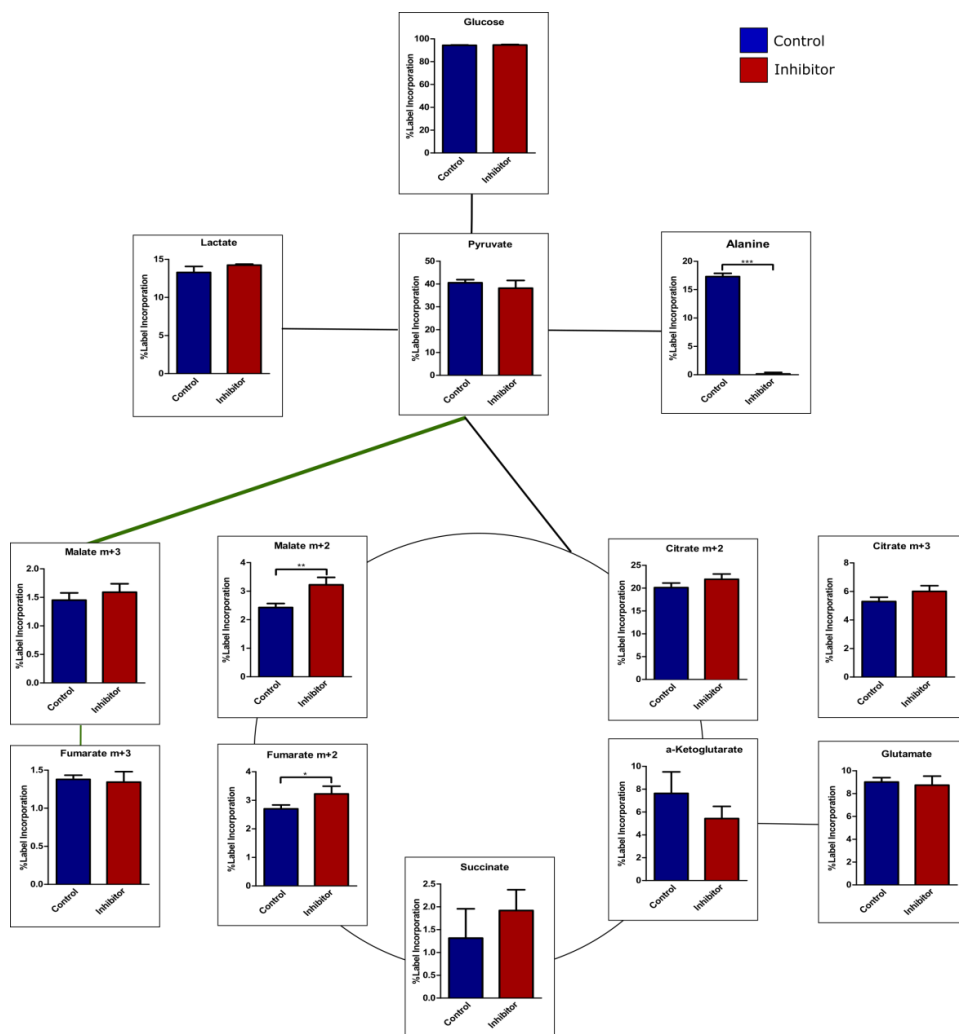 Glucose
%Label Incorporation
100
80
60
40
20
0
Control
Inhibitor
Control
Inhibitor
Lactate
%Label Incorporation
15
10
5
0
Control
Inhibitor
Pyruvate
%Label Incorporation
50
40
30
20
10
0
Control
Inhibitor
Alanine
%Label Incorporation
20
15
10
5
0
***
Control
Inhibitor
Malate m+3
%Label Incorporation
2.0
1.5
1.0
0.5
0.0
Control
Inhibitor
Malate m+2
%Label Incorporation
4
3
2
1
0
**
Control
Inhibitor
Citrate m+2
%Label Incorporation
25
20
15
10
5
0
Control
Inhibitor
Citrate m+3
%Label Incorporation
8
6
4
2
0
Control
Inhibitor
Fumarate m+3
%Label Incorporation
1.5
1.0
0.5
0.0
Control
Inhibitor
Fumarate m+2
%Label Incorporation
4
3
2
1
0
*
Control
Inhibitor
a-Ketoglutarate
%Label Incorporation
10
8
6
4
2
0
Control
Inhibitor
Glutamate
%Label Incorporation
10
8
6
4
2
0
Control
Inhibitor
Succinate
%Label Incorporation
2.5
2.0
1.5
1.0
0.5
0.0
Control
Inhibitor